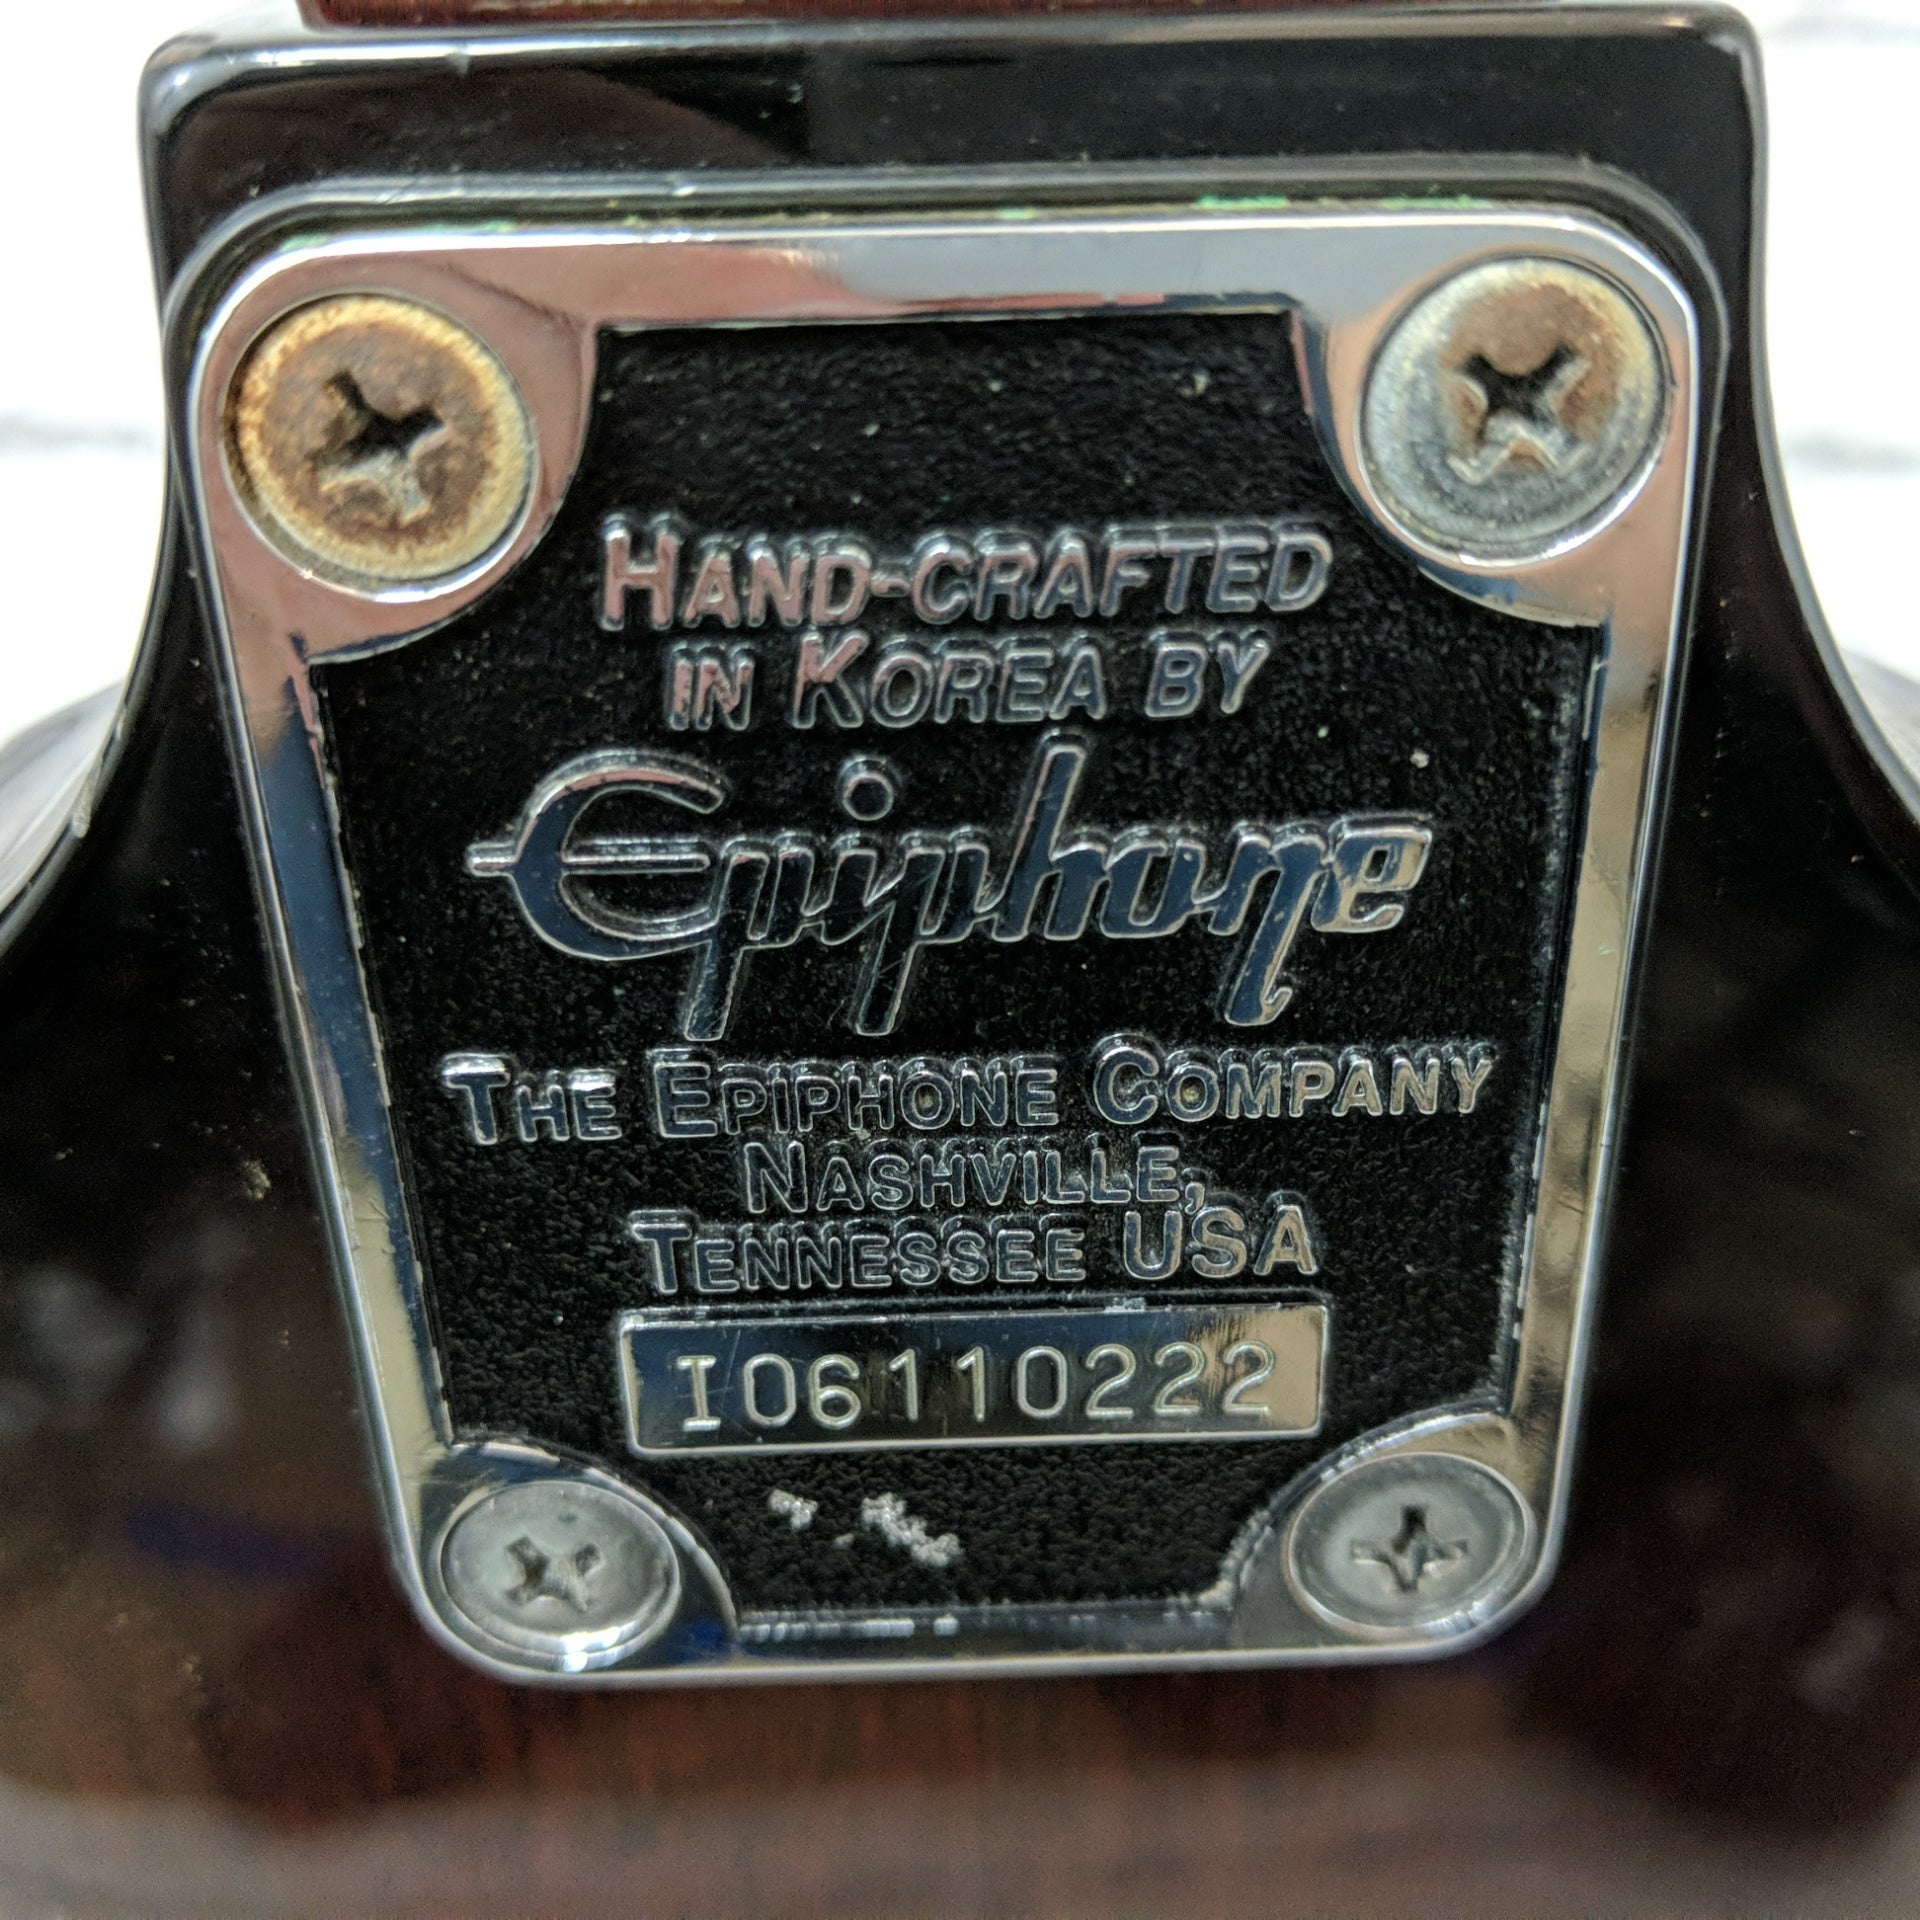 HAND-CRAFTED
IN KOREA BY
Epiphone
THE EPIPHONE COMPANY
NASHVILLE,
TENNESSEE USA
I06110222